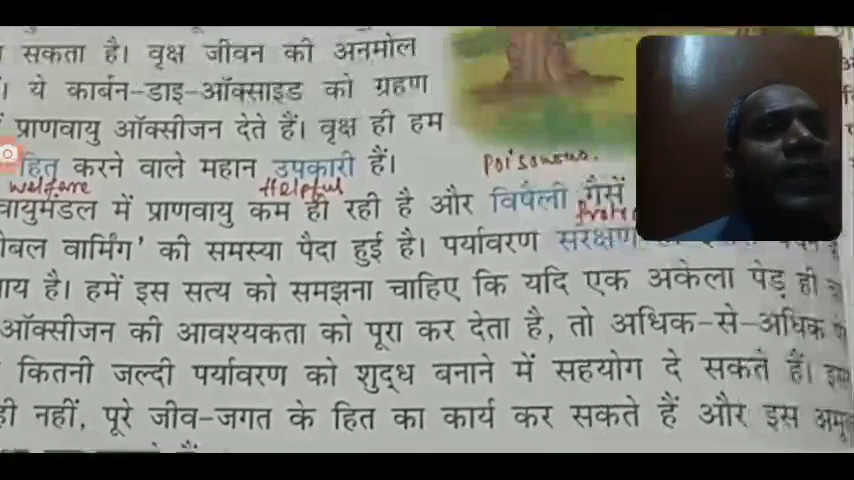 सकता है। वृक्ष जीवन की अनमोल
। ये कार्बन-डाइ-ऑक्साइड को ग्रहण
प्राणवायु ऑक्सीजन देते हैं। वृक्ष ही हम
हित करने वाले महान उपकारी हैं।
welfare Helpful Poisonous.
वायुमंडल में प्राणवायु कम ही रही है और विषैली गैसें
बल वार्मिंग' की समस्या पैदा हुई है। पर्यावरण संरक्षण
है। हमें इस सत्य को समझना चाहिए कि यदि एक अकेला पेड़ ही
ऑक्सीजन की आवश्यकता को पूरा कर देता है, तो अधिक-से-अधिक
कितनी जल्दी पर्यावरण को शुद्ध बनाने में सहयोग दे सकते हैं।
ही नहीं, पूरे जीव-जगत के हित का कार्य कर सकते हैं और इस